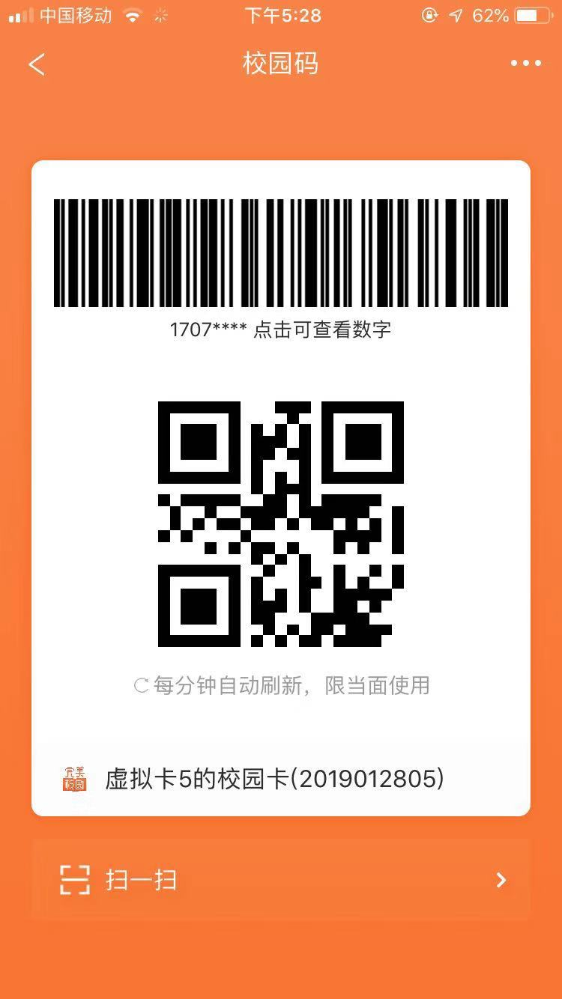 中国移动 下午5:28 62%
校园码
1707**** 点击可查看数字
每分钟自动刷新，限当面使用
完美
校园
虚拟卡5的校园卡(2019012805)
扫一扫